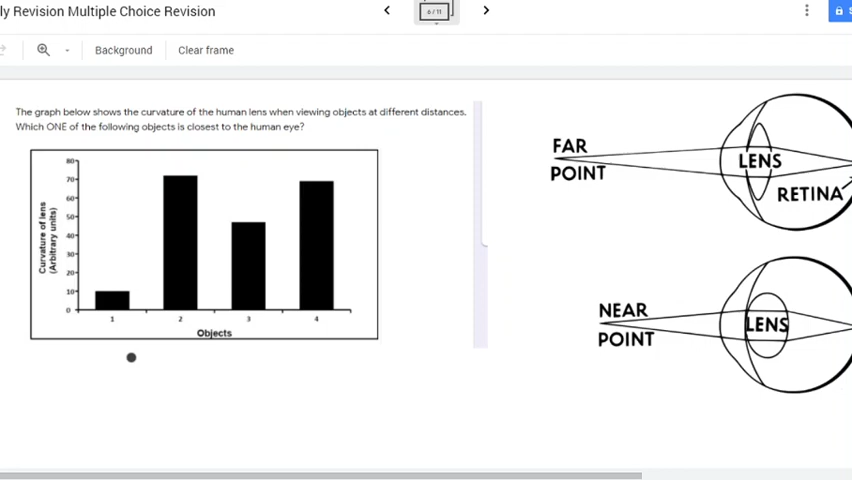 ly Revision Multiple Choice Revision
6 / 11
Background
Clear frame
The graph below shows the curvature of the human lens when viewing objects at different distances.
Which ONE of the following objects is closest to the human eye?
Curvature of lens
(Arbitrary units)
80
70
60
50
40
30
20
10
0
1 2 3 4
Objects
FAR
POINT
LENS
RETINA
NEAR
POINT
LENS